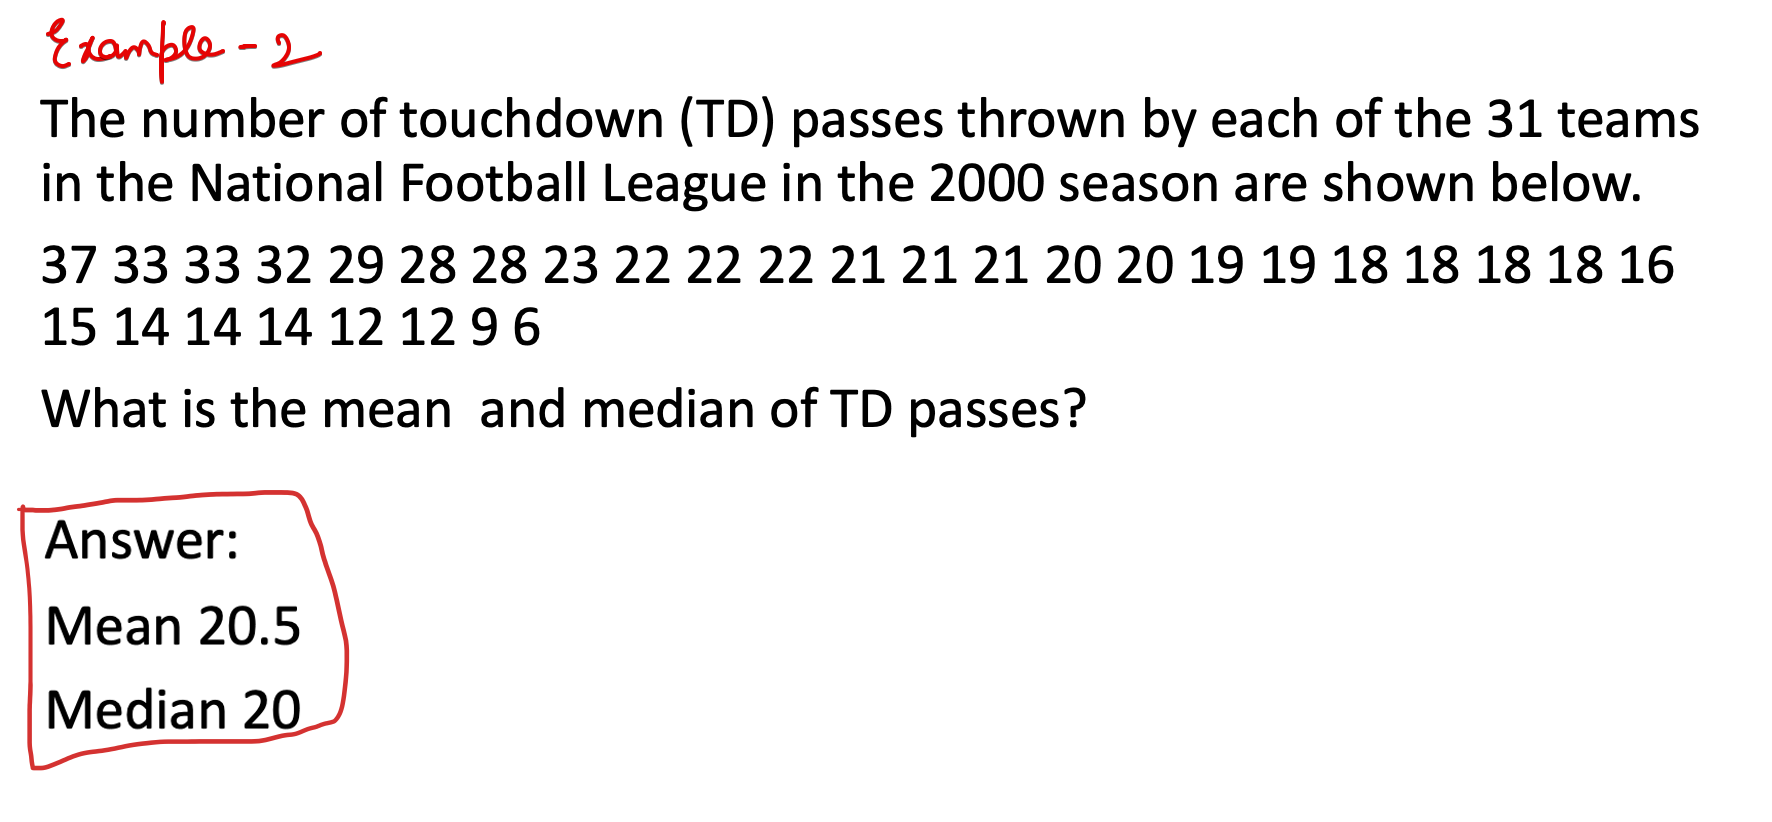 Example - 2
The number of touchdown (TD) passes thrown by each of the 31 teams
in the National Football League in the 2000 season are shown below.
37 33 33 32 29 28 28 23 22 22 22 21 21 21 20 20 19 19 18 18 18 18 16
15 14 14 14 12 12 9 6
What is the mean  and median of TD passes?
Answer:
Mean 20.5
Median 20